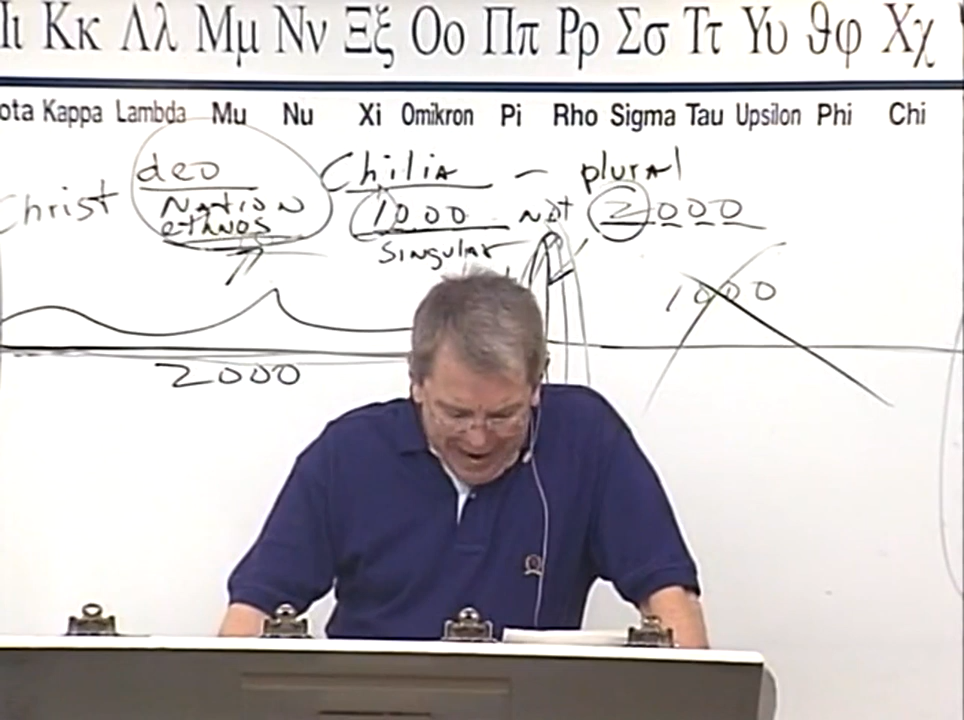 Ιι Κκ Λλ Μμ Νν Ξξ Οο Ππ Ρρ Σσ Ττ Υυ ϑφ Χχ
ota Kappa Lambda Mu Nu Xi Omikron Pi Rho Sigma Tau Upsilon Phi Chi
deo Chilia - plural
Christ Nation 1000 not 2000
ethnos singular
1000
2000